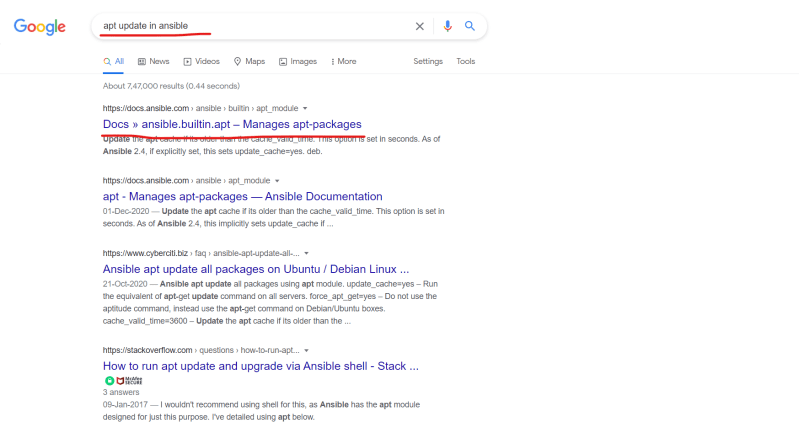 Google
apt update in ansible
All News Videos Maps Images More Settings Tools
About 7,47,000 results (0.44 seconds)
https://docs.ansible.com › ansible › builtin › apt_module
Docs » ansible.builtin.apt – Manages apt-packages
Update the apt cache if its older than the cache_valid_time. This option is set in seconds. As of
Ansible 2.4, if explicitly set, this sets update_cache=yes. deb.
https://docs.ansible.com › ansible › apt_module
apt - Manages apt-packages — Ansible Documentation
01-Dec-2020 — Update the apt cache if its older than the cache_valid_time. This option is set in
seconds. As of Ansible 2.4, this implicitly sets update_cache if ...
https://www.cyberciti.biz › faq › ansible-apt-update-all-...
Ansible apt update all packages on Ubuntu / Debian Linux ...
21-Oct-2020 — Ansible apt update all packages using apt module. update_cache=yes – Run
the equivalent of apt-get update command on all servers. force_apt_get=yes – Do not use the
aptitude command, instead use the apt-get command on Debian/Ubuntu boxes.
cache_valid_time=3600 – Update the apt cache if its older than the ...
https://stackoverflow.com › questions › how-to-run-apt...
How to run apt update and upgrade via Ansible shell - Stack ...
McAfee
SECURE
3 answers
09-Jan-2017 — I wouldn't recommend using shell for this, as Ansible has the apt module
designed for just this purpose. I've detailed using apt below.